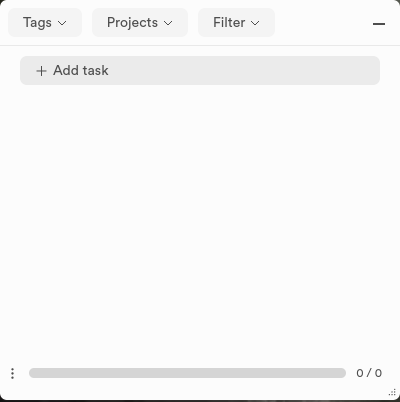 Tags
Projects
Filter
+ Add task
0 / 0